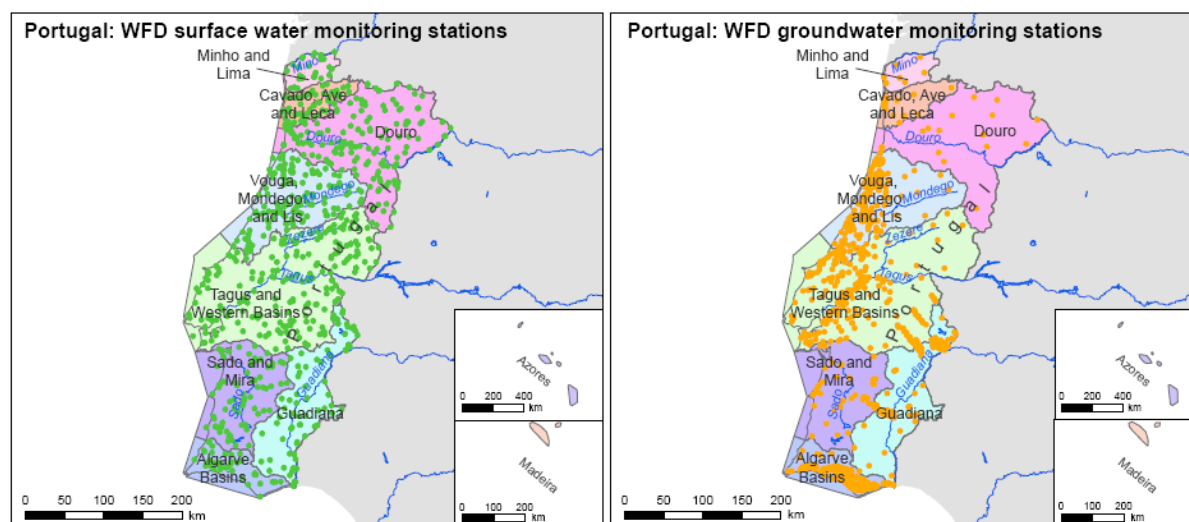 Portugal: WFD surface water monitoring stations
Minho and
Lima
Mino
Cavado, Ave
and Leca
Douro
Douro
Vouga,
Mondego
and Lis
Mondego
Zezere
Tagus
Portugal
Tagus and
Western Basins
Sado and
Mira
Sado
Guadiana
Guadiana
Algarve
Basins
Azores
0 200 400
km
Madeira
0 100 200
km
0 50 100 150 200
km
Portugal: WFD groundwater monitoring stations
Minho and
Lima
Mino
Cavado, Ave
and Leca
Douro
Douro
Vouga,
Mondego
and Lis
Mondego
Zezere
Tagus
Portugal
Tagus and
Western Basins
Sado and
Mira
Sado
Guadiana
Guadiana
Algarve
Basins
Azores
0 200 400
km
Madeira
0 100 200
km
0 50 100 150 200
km